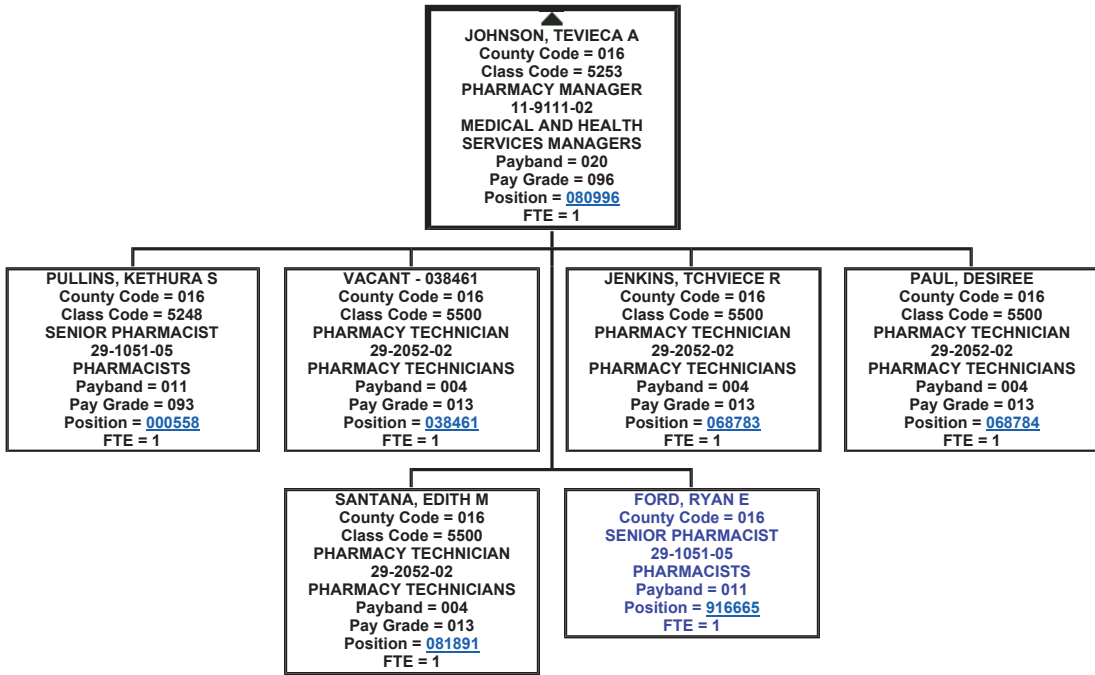 JOHNSON, TEVIECA A
County Code = 016
Class Code = 5253
PHARMACY MANAGER
11-9111-02
MEDICAL AND HEALTH
SERVICES MANAGERS
Payband = 020
Pay Grade = 096
Position = 080996
FTE = 1
PULLINS, KETHURA S
County Code = 016
Class Code = 5248
SENIOR PHARMACIST
29-1051-05
PHARMACISTS
Payband = 011
Pay Grade = 093
Position = 000558
FTE = 1
VACANT - 038461
County Code = 016
Class Code = 5500
PHARMACY TECHNICIAN
29-2052-02
PHARMACY TECHNICIANS
Payband = 004
Pay Grade = 013
Position = 038461
FTE = 1
JENKINS, TCHVIECE R
County Code = 016
Class Code = 5500
PHARMACY TECHNICIAN
29-2052-02
PHARMACY TECHNICIANS
Payband = 004
Pay Grade = 013
Position = 068783
FTE = 1
PAUL, DESIREE
County Code = 016
Class Code = 5500
PHARMACY TECHNICIAN
29-2052-02
PHARMACY TECHNICIANS
Payband = 004
Pay Grade = 013
Position = 068784
FTE = 1
SANTANA, EDITH M
County Code = 016
Class Code = 5500
PHARMACY TECHNICIAN
29-2052-02
PHARMACY TECHNICIANS
Payband = 004
Pay Grade = 013
Position = 081891
FTE = 1
FORD, RYAN E
County Code = 016
SENIOR PHARMACIST
29-1051-05
PHARMACISTS
Payband = 011
Position = 916665
FTE = 1